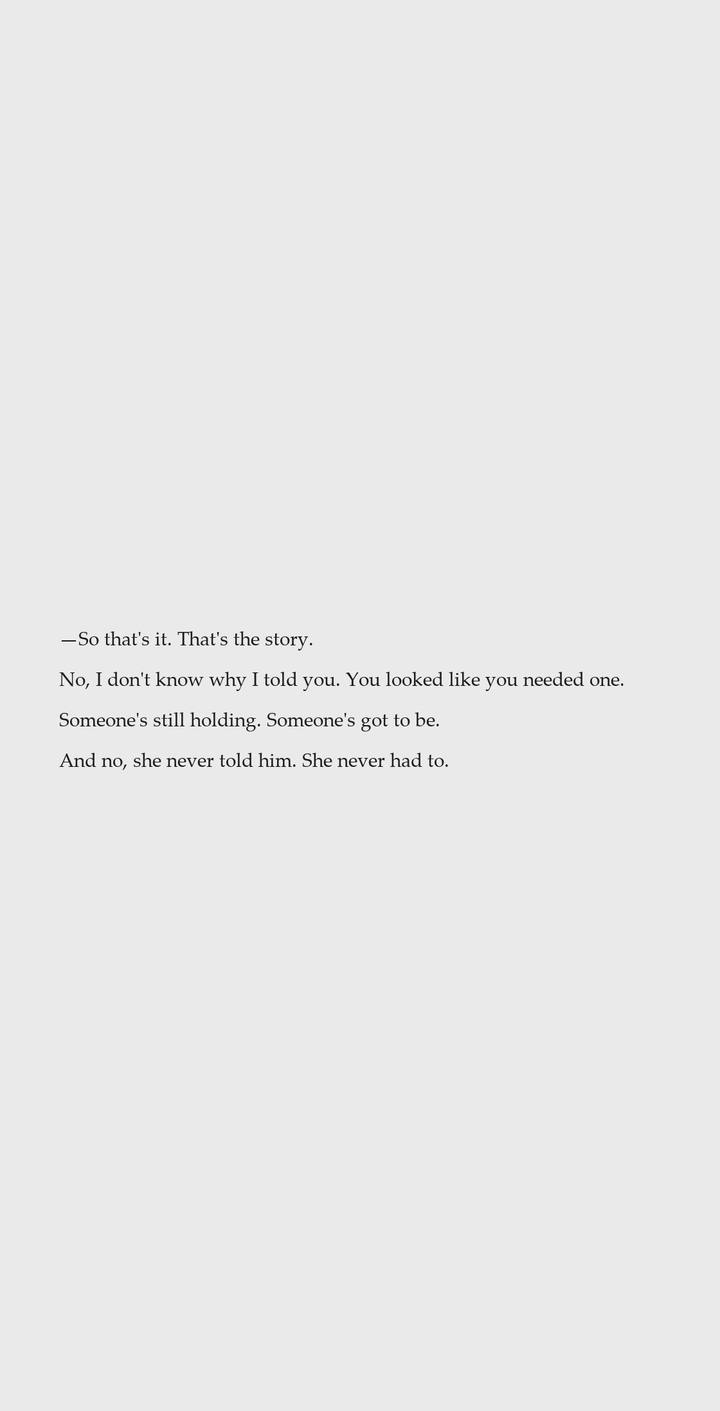 —So that's it. That's the story.
No, I don't know why I told you. You looked like you needed one.
Someone's still holding. Someone's got to be.
And no, she never told him. She never had to.